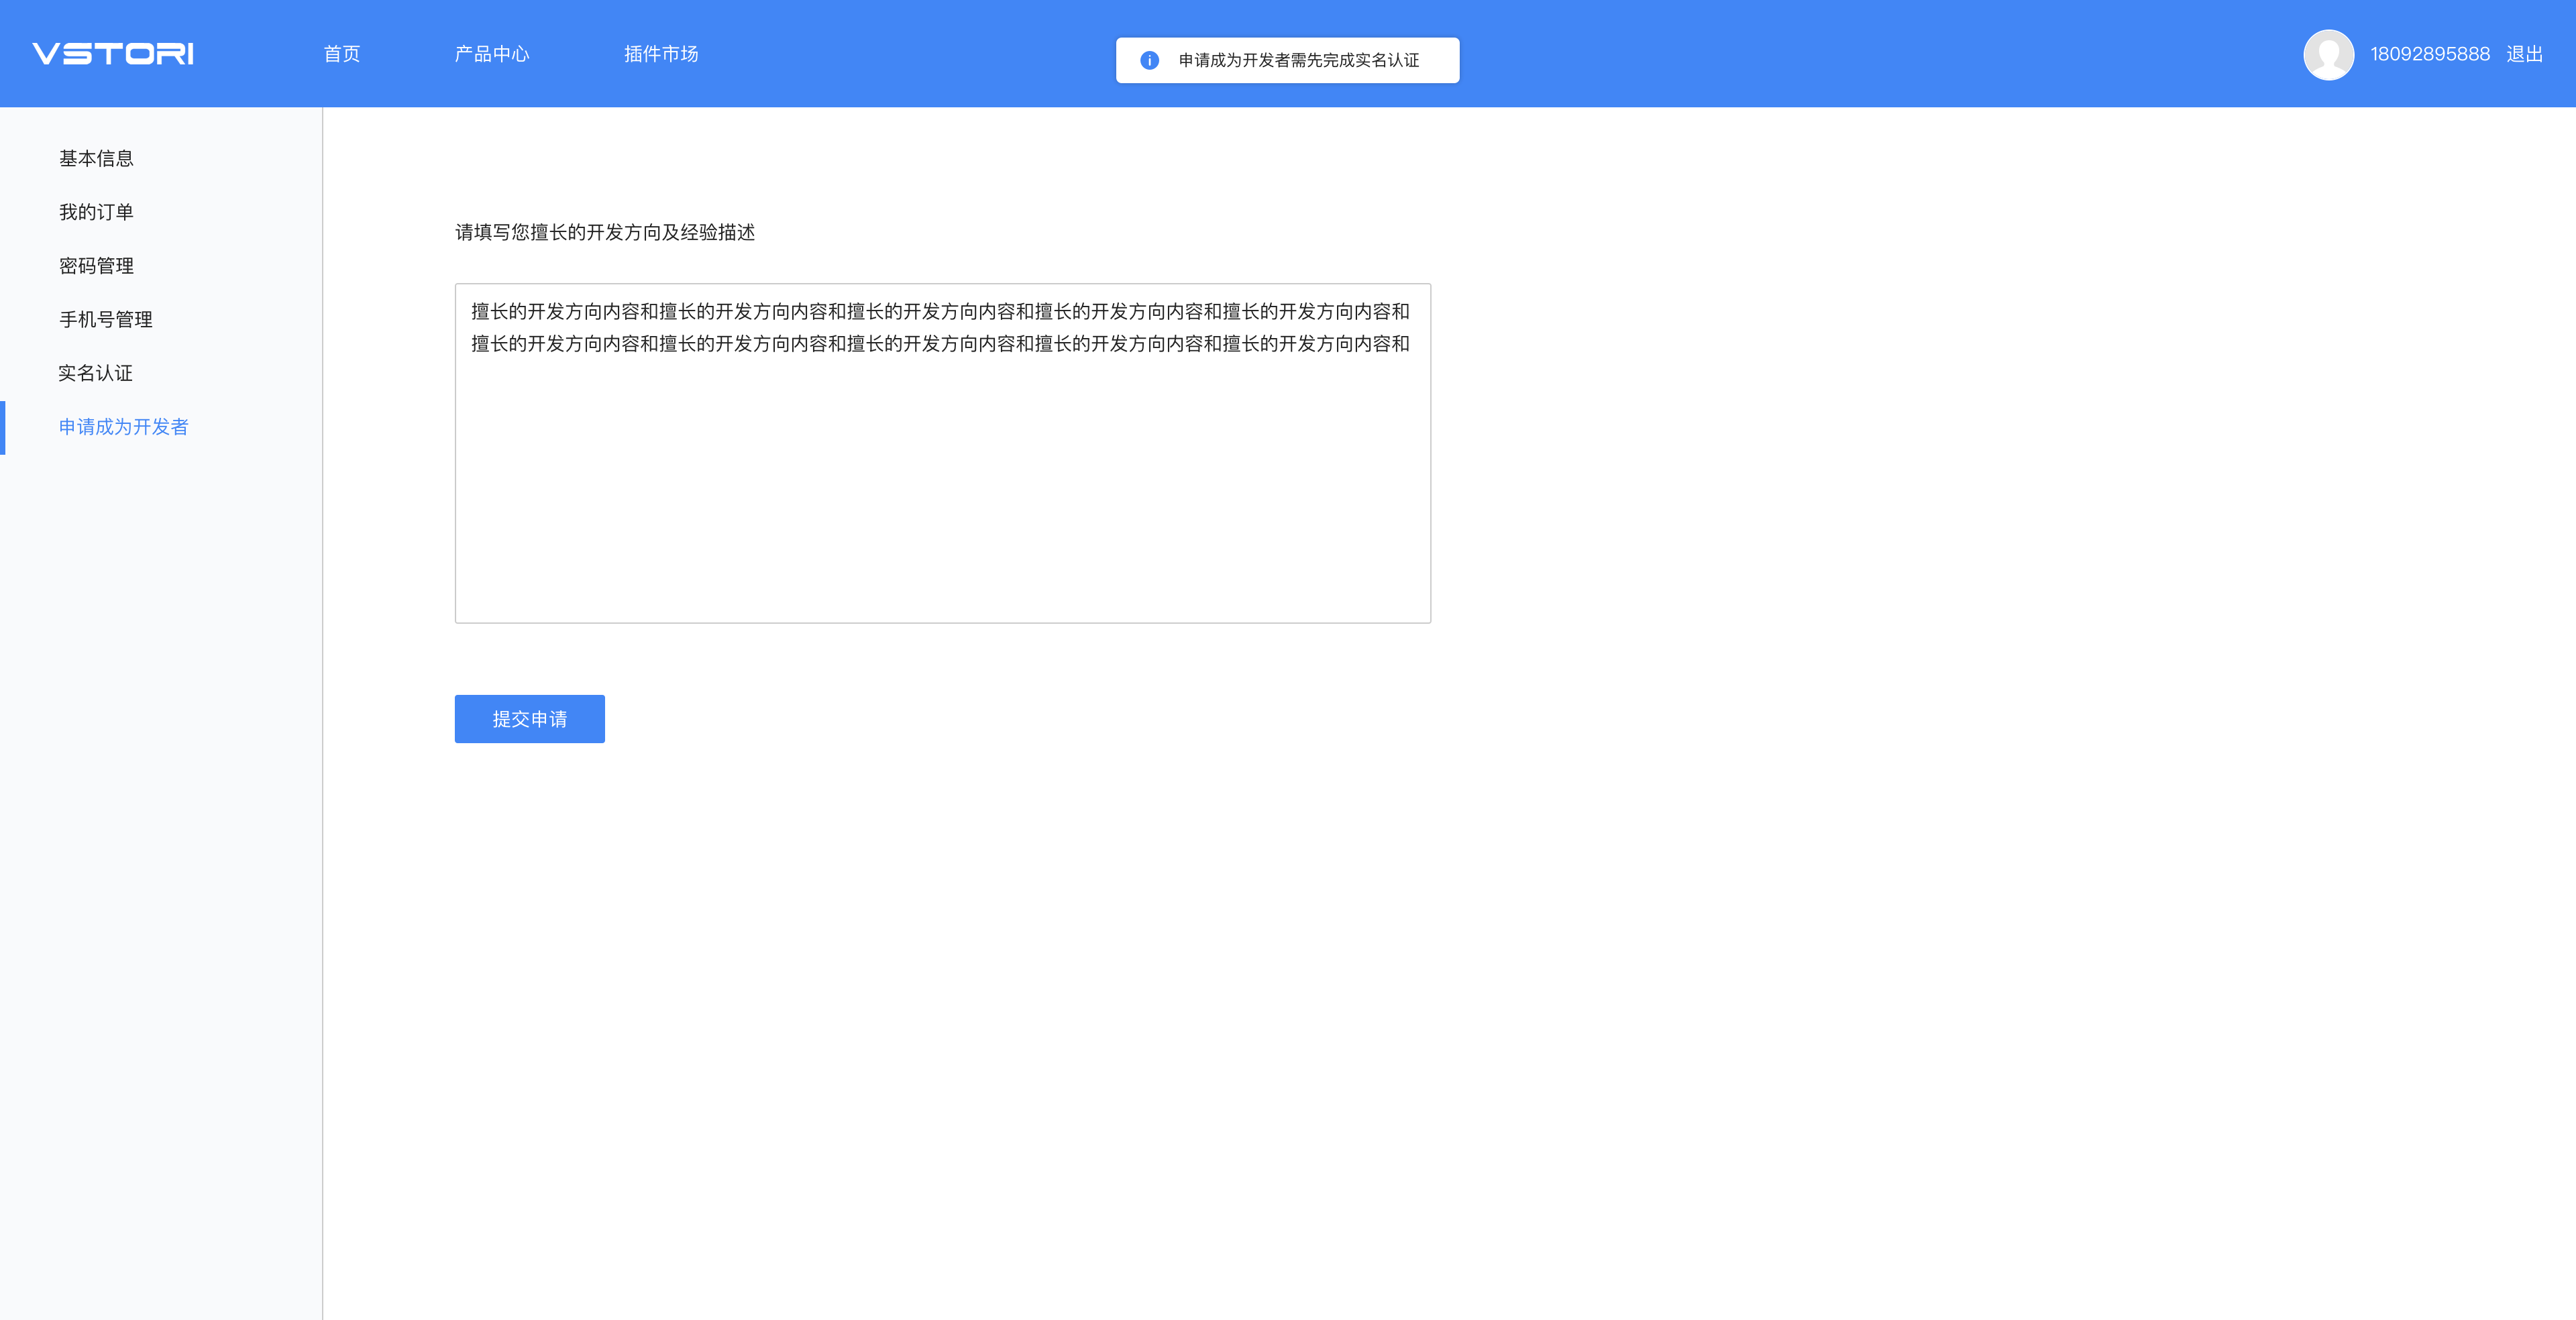 VSTORI
首页
产品中心
插件市场
申请成为开发者需先完成实名认证
18092895888
退出
基本信息
我的订单
密码管理
手机号管理
实名认证
申请成为开发者
请填写您擅长的开发方向及经验描述
擅长的开发方向内容和擅长的开发方向内容和擅长的开发方向内容和擅长的开发方向内容和擅长的开发方向内容和
擅长的开发方向内容和擅长的开发方向内容和擅长的开发方向内容和擅长的开发方向内容和擅长的开发方向内容和
提交申请